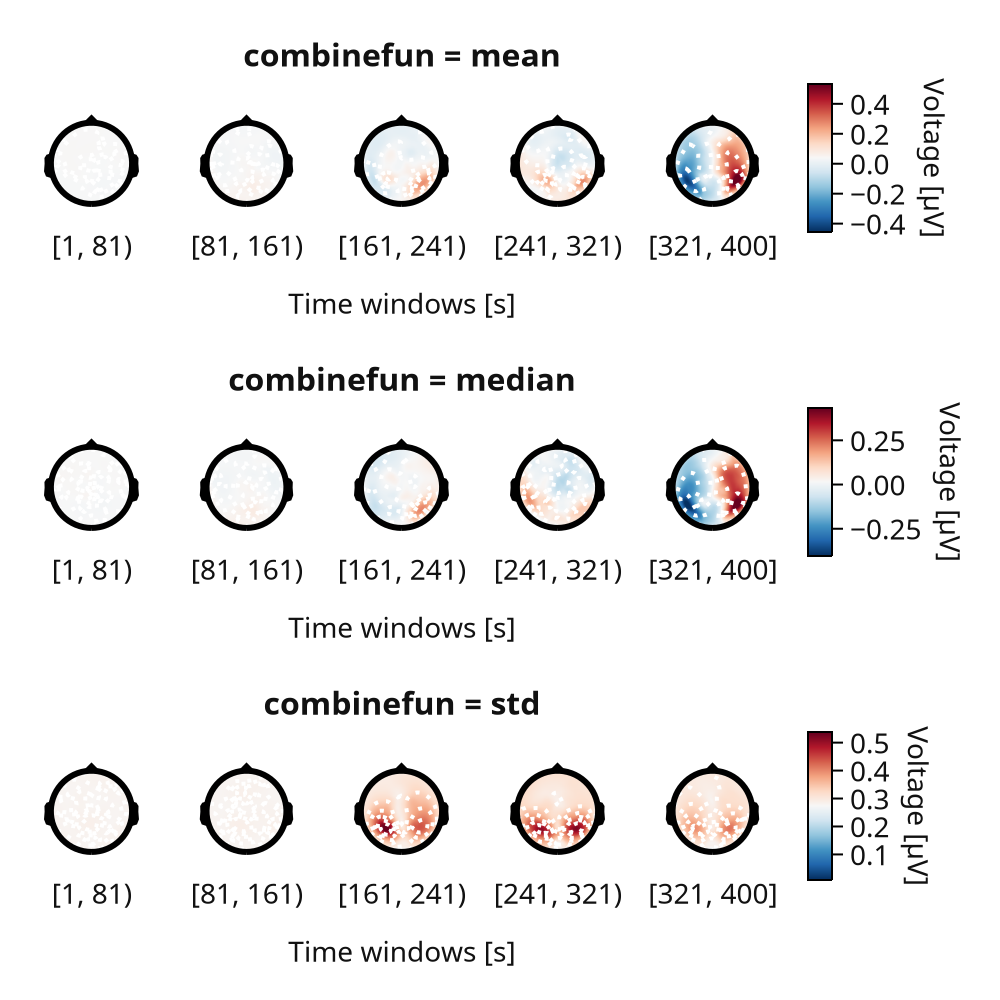 combinefun = mean
0.4
0.2
0.0
−0.2
−0.4
Voltage [µV]
[1, 81) [81, 161) [161, 241) [241, 321) [321, 400]
Time windows [s]
combinefun = median
0.25
0.00
−0.25
Voltage [µV]
[1, 81) [81, 161) [161, 241) [241, 321) [321, 400]
Time windows [s]
combinefun = std
0.5
0.4
0.3
0.2
0.1
Voltage [µV]
[1, 81) [81, 161) [161, 241) [241, 321) [321, 400]
Time windows [s]